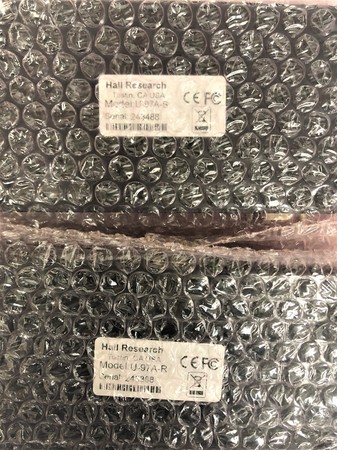 Hall Research
Tustin, CA USA
Model: U-97A-S
Serial: 243488
CE FC
Hall Research
Tustin, CA USA
Model: U-97A-R
Serial:
CE FC